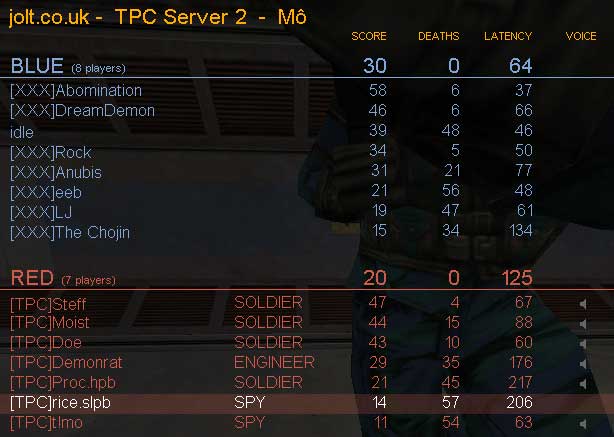 jolt.co.uk - TPC Server 2 - Mô
SCORE DEATHS LATENCY VOICE
BLUE (8 players) 30 0 64
[XXX]Abomination 58 6 37
[XXX]DreamDemon 46 6 66
idle 39 48 46
[XXX]Rock 34 5 50
[XXX]Anubis 31 21 77
[XXX]eeb 21 56 48
[XXX]LJ 19 47 61
[XXX]The Chojin 15 34 134
RED (7 players) 20 0 125
[TPC]Steff SOLDIER 47 4 67
[TPC]Moist SOLDIER 44 15 88
[TPC]Doe SOLDIER 43 10 60
[TPC]Demonrat ENGINEER 29 35 176
[TPC]Proc.hpb SOLDIER 21 45 217
[TPC]rice.slpb SPY 14 57 206
[TPC]tImo SPY 11 54 63